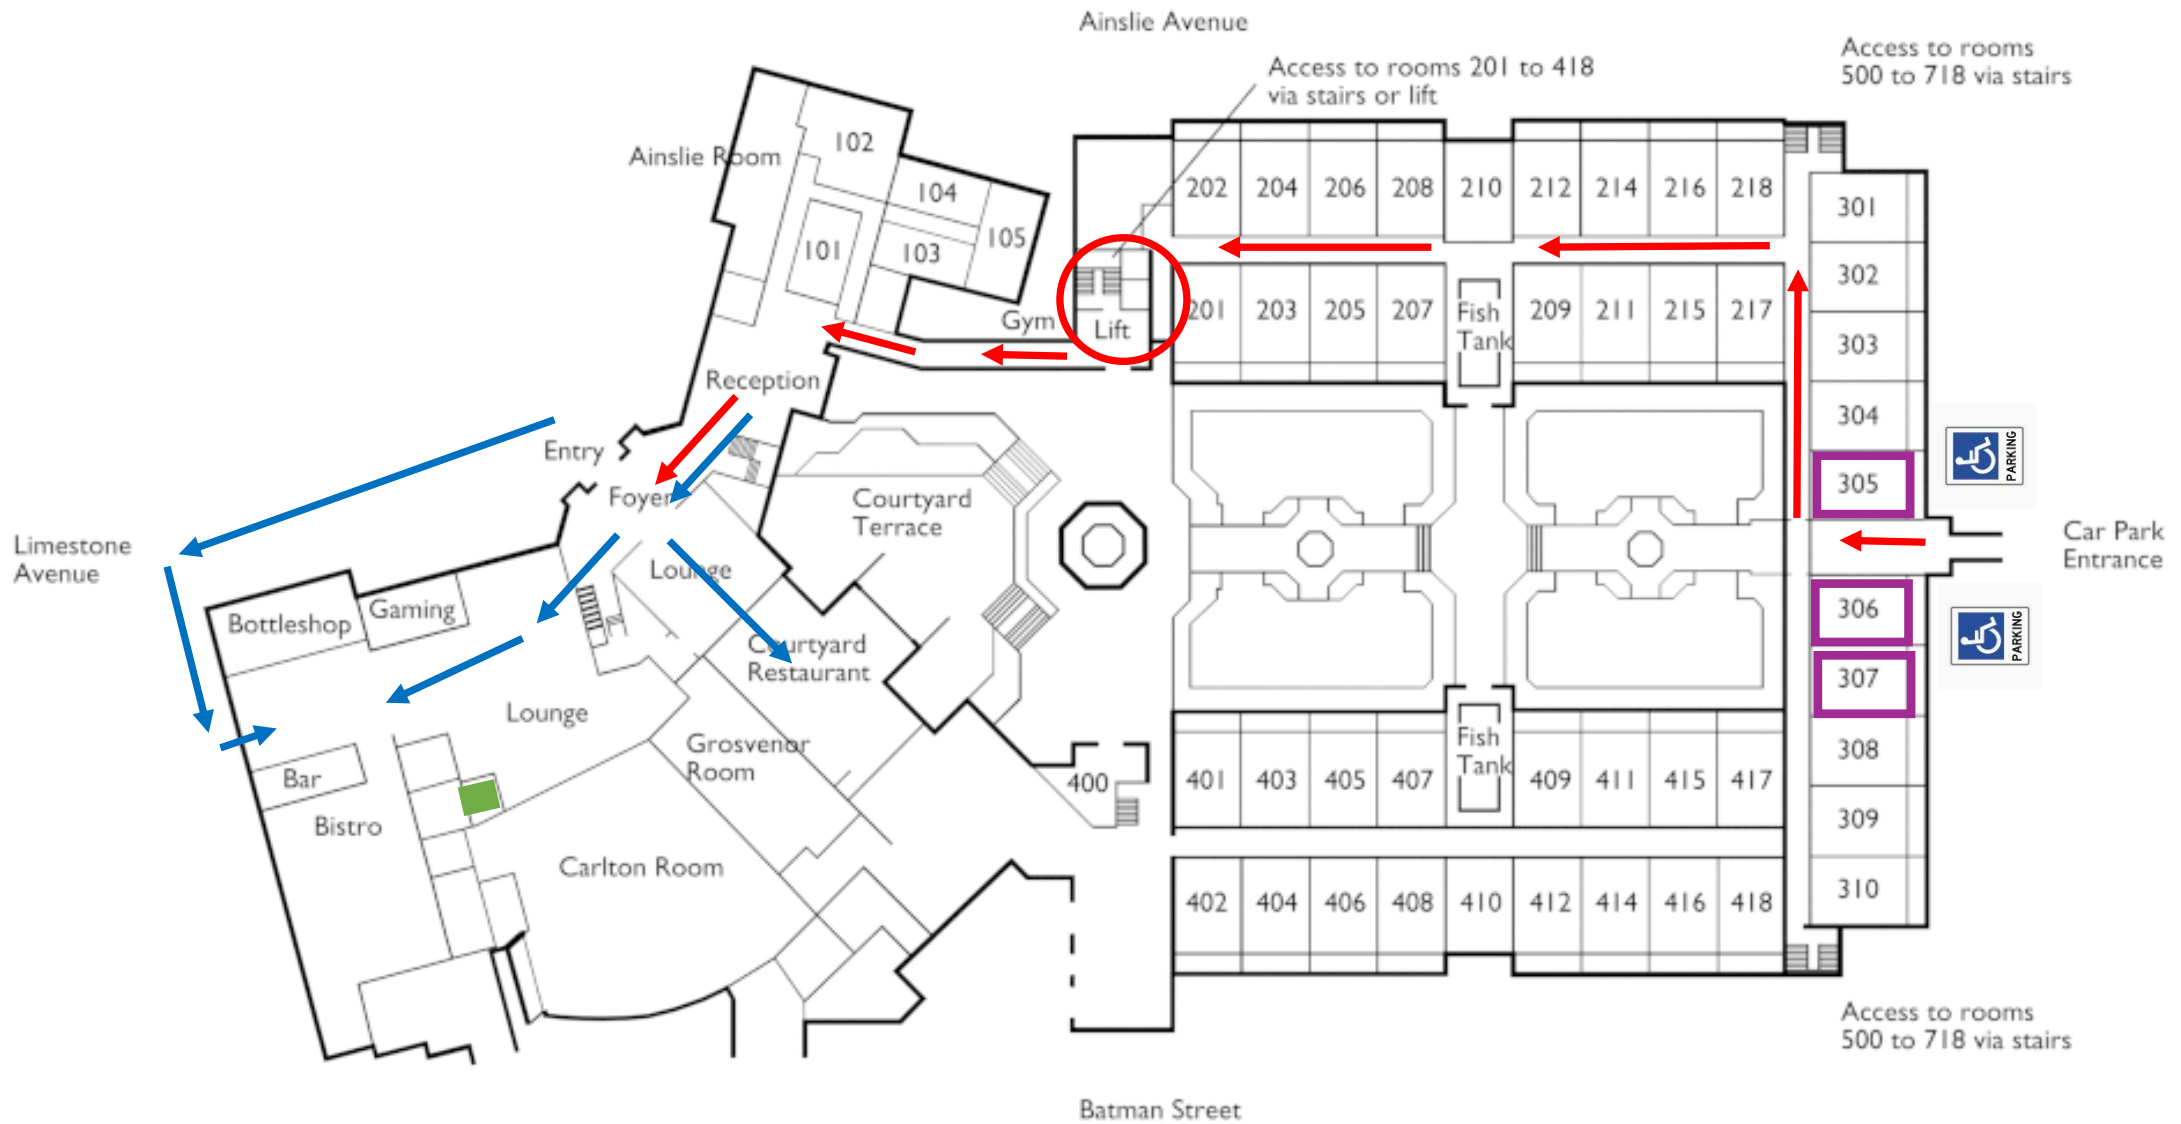 Ainslie Avenue
Access to rooms 201 to 418
via stairs or lift
Access to rooms
500 to 718 via stairs
Ainslie Room
102
104
101
103
105
Gym
Lift
202
204
206
208
210
212
214
216
218
201
203
205
207
Fish
Tank
209
211
215
217
301
302
303
304
305
306
307
308
309
310
PARKING
PARKING
Car Park
Entrance
Reception
Entry
Foyer
Lounge
Courtyard
Terrace
Courtyard
Restaurant
Limestone
Avenue
Bottleshop
Gaming
Lounge
Grosvenor
Room
Bar
Bistro
Carlton Room
400
401
403
405
407
Fish
Tank
409
411
415
417
402
404
406
408
410
412
414
416
418
Access to rooms
500 to 718 via stairs
Batman Street